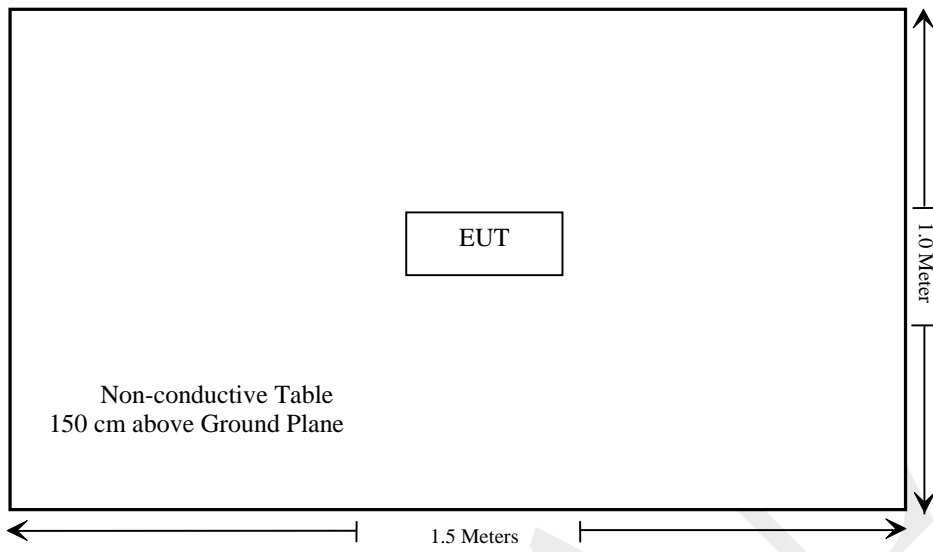 EUT
1.0 Meter
Non-conductive Table
150 cm above Ground Plane
1.5 Meters